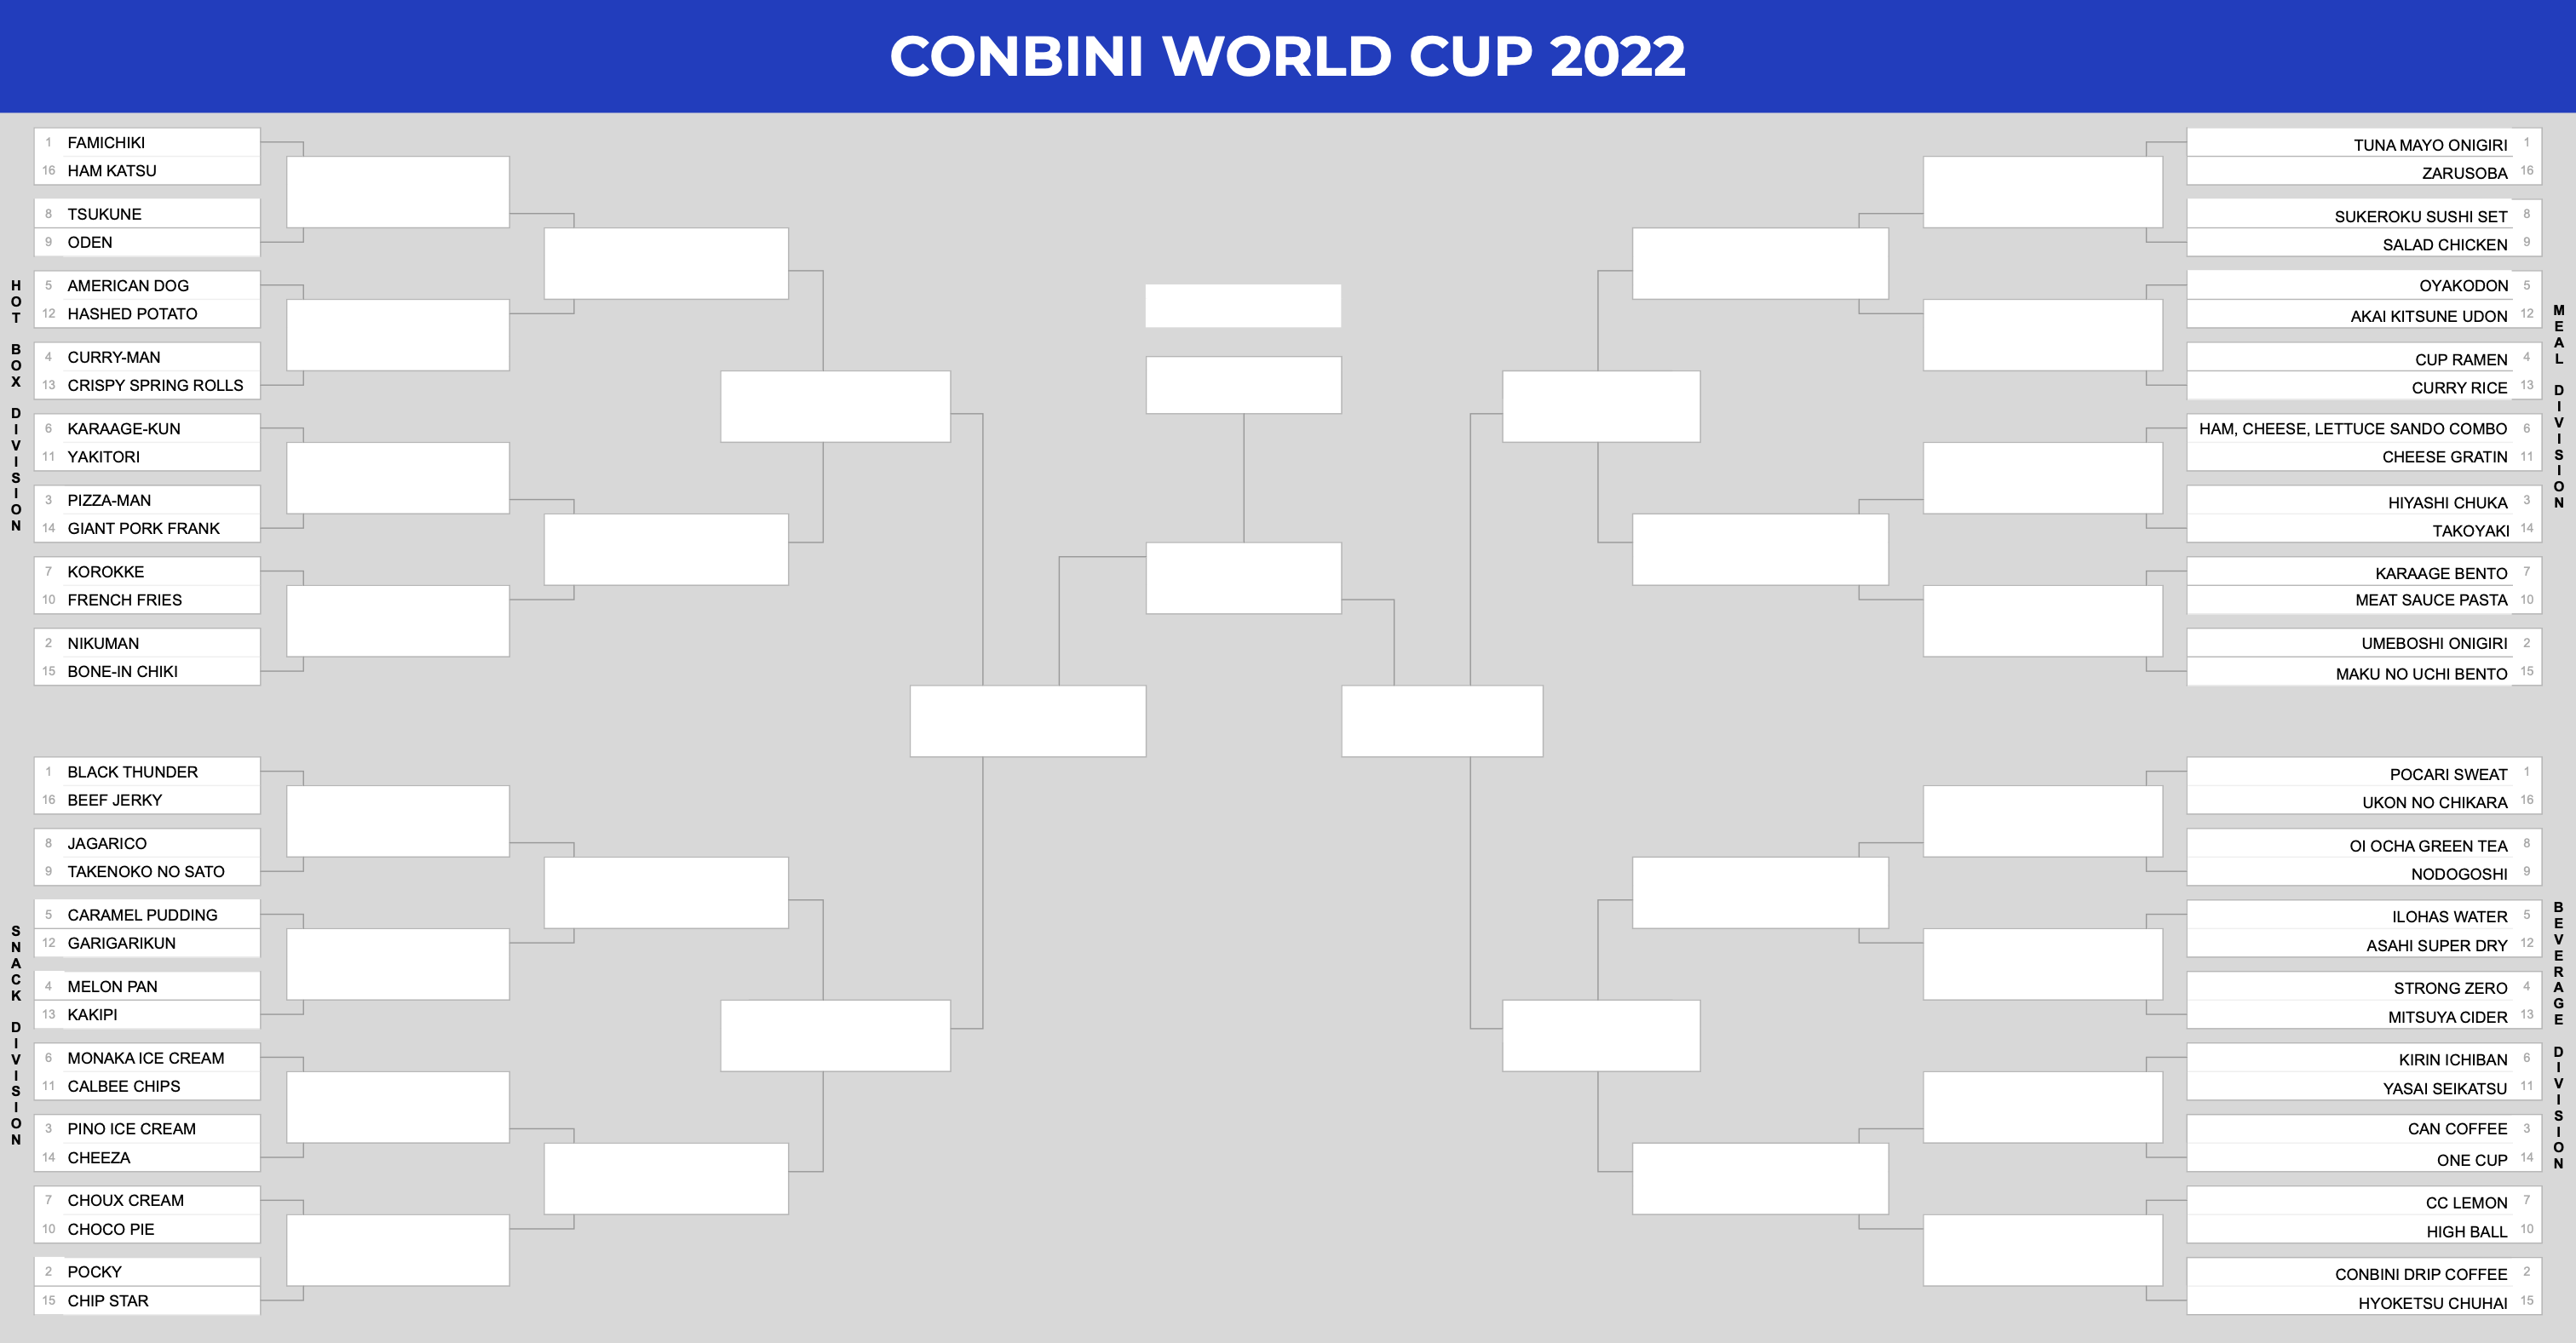 CONBINI WORLD CUP 2022
HOT BOX DIVISION
1 FAMICHIKI
16 HAM KATSU
8 TSUKUNE
9 ODEN
5 AMERICAN DOG
12 HASHED POTATO
4 CURRY-MAN
13 CRISPY SPRING ROLLS
6 KARAAGE-KUN
11 YAKITORI
3 PIZZA-MAN
14 GIANT PORK FRANK
7 KOROKKE
10 FRENCH FRIES
2 NIKUMAN
15 BONE-IN CHIKI
SNACK DIVISION
1 BLACK THUNDER
16 BEEF JERKY
8 JAGARICO
9 TAKENOKO NO SATO
5 CARAMEL PUDDING
12 GARIGARIKUN
4 MELON PAN
13 KAKIPI
6 MONAKA ICE CREAM
11 CALBEE CHIPS
3 PINO ICE CREAM
14 CHEEZA
7 CHOUX CREAM
10 CHOCO PIE
2 POCKY
15 CHIP STAR
TUNA MAYO ONIGIRI 1
ZARUSOBA 16
SUKEROKU SUSHI SET 8
SALAD CHICKEN 9
OYAKODON 5
AKAI KITSUNE UDON 12
CUP RAMEN 4
CURRY RICE 13
HAM, CHEESE, LETTUCE SANDO COMBO 6
CHEESE GRATIN 11
HIYASHI CHUKA 3
TAKOYAKI 14
KARAAGE BENTO 7
MEAT SAUCE PASTA 10
UMEBOSHI ONIGIRI 2
MAKU NO UCHI BENTO 15
MEAL DIVISION
POCARI SWEAT 1
UKON NO CHIKARA 16
OI OCHA GREEN TEA 8
NODOGOSHI 9
ILOHAS WATER 5
ASAHI SUPER DRY 12
STRONG ZERO 4
MITSUYA CIDER 13
KIRIN ICHIBAN 6
YASAI SEIKATSU 11
CAN COFFEE 3
ONE CUP 14
CC LEMON 7
HIGH BALL 10
CONBINI DRIP COFFEE 2
HYOKETSU CHUHAI 15
BEVERAGE DIVISION